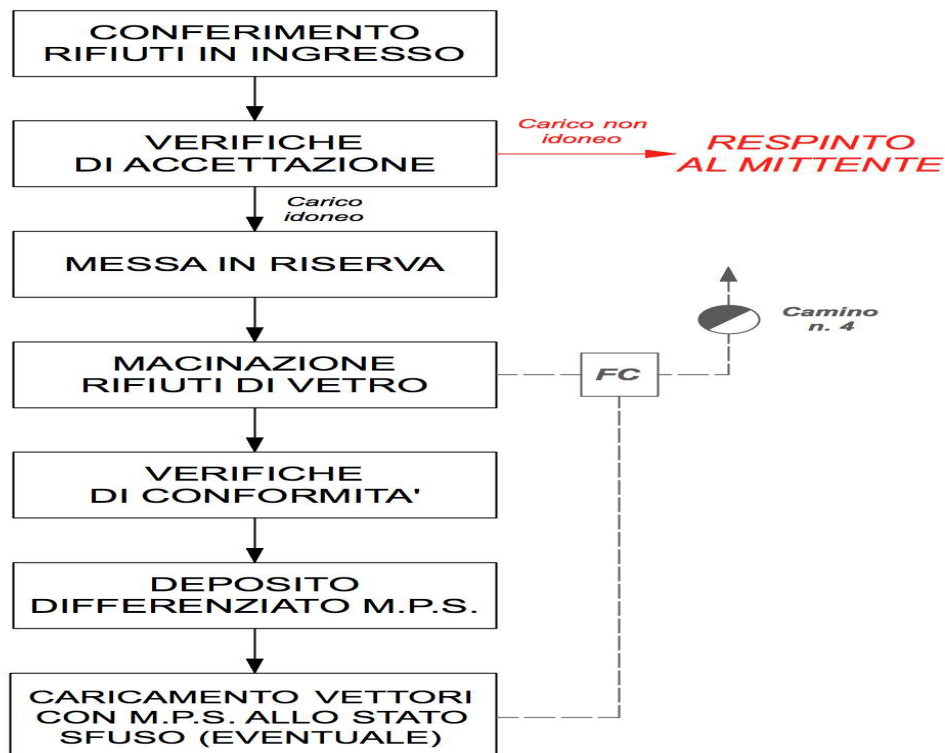 CONFERIMENTO
RIFIUTI IN INGRESSO
VERIFICHE
DI ACCETTAZIONE
Carico non
idoneo
RESPINTO
AL MITTENTE
Carico
idoneo
MESSA IN RISERVA
Camino
n. 4
MACINAZIONE
RIFIUTI DI VETRO
FC
VERIFICHE
DI CONFORMITA'
DEPOSITO
DIFFERENZIATO M.P.S.
CARICAMENTO VETTORI
CON M.P.S. ALLO STATO
SFUSO (EVENTUALE)